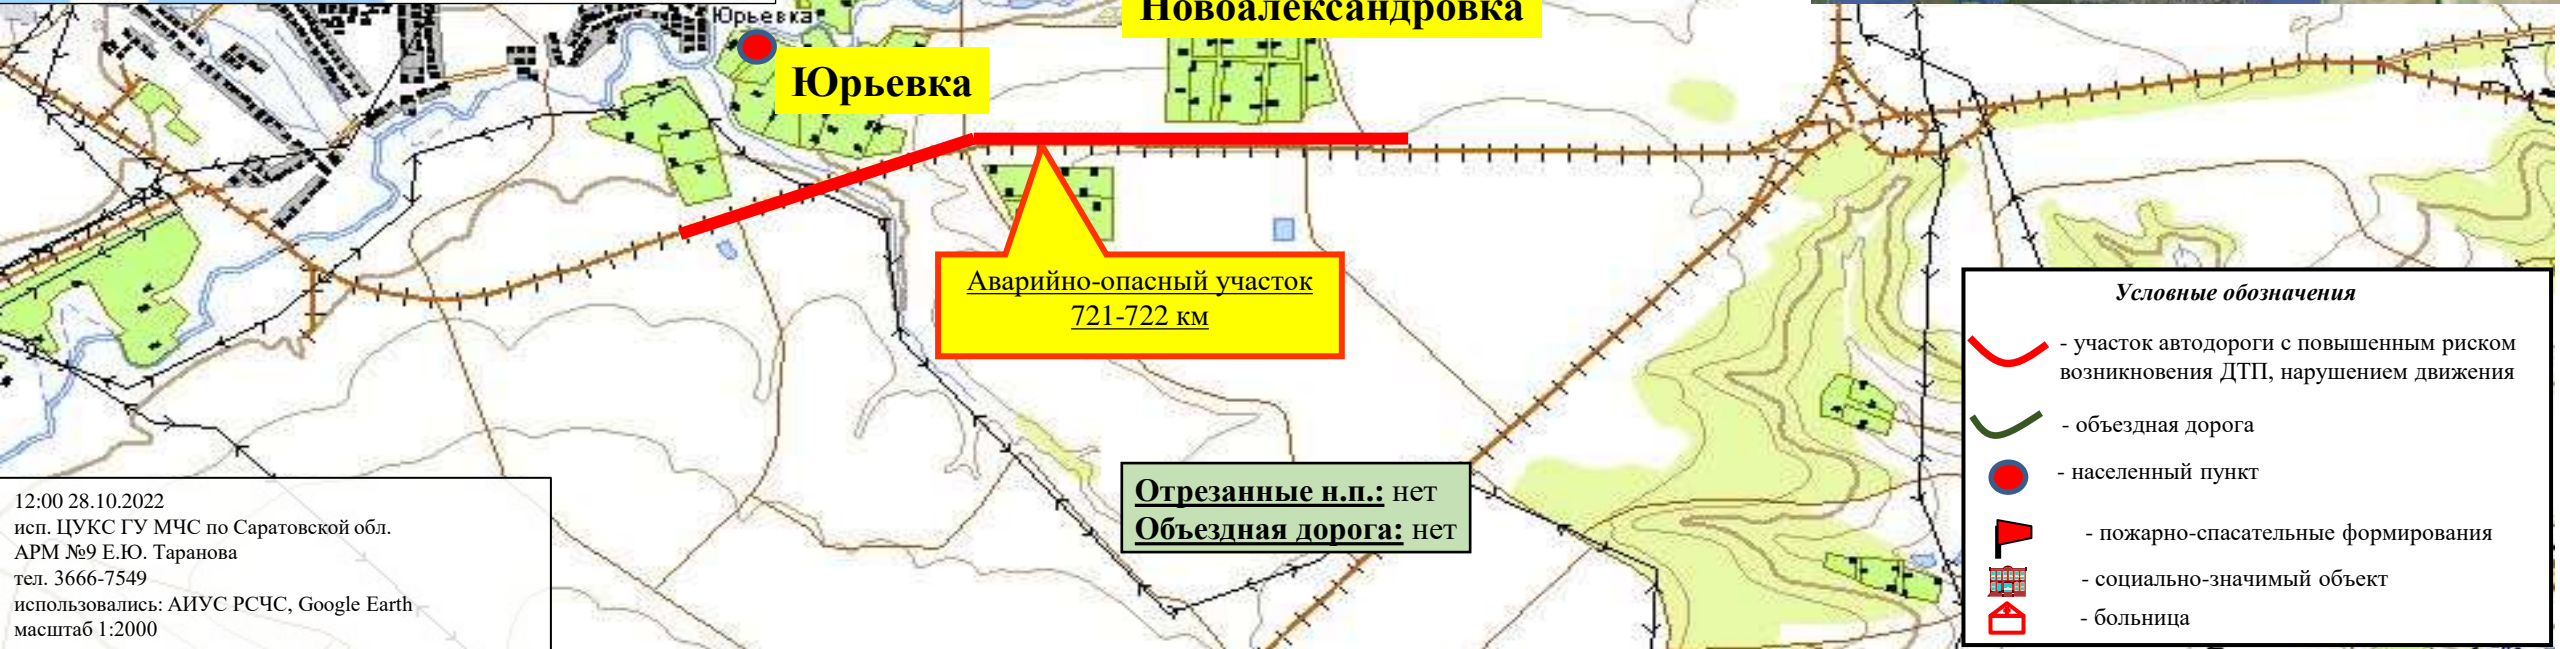 Юрьевка
Новоалександровка
Юрьевка
Аварийно-опасный участок
721-722 км
Условные обозначения
- участок автодороги с повышенным риском
возникновения ДТП, нарушением движения
- объездная дорога
- населенный пункт
- пожарно-спасательные формирования
- социально-значимый объект
- больница
Отрезанные н.п.: нет
Объездная дорога: нет
12:00 28.10.2022
исп. ЦУКС ГУ МЧС по Саратовской обл.
АРМ №9 Е.Ю. Таранова
тел. 3666-7549
использовались: АИУС РСЧС, Google Earth
масштаб 1:2000